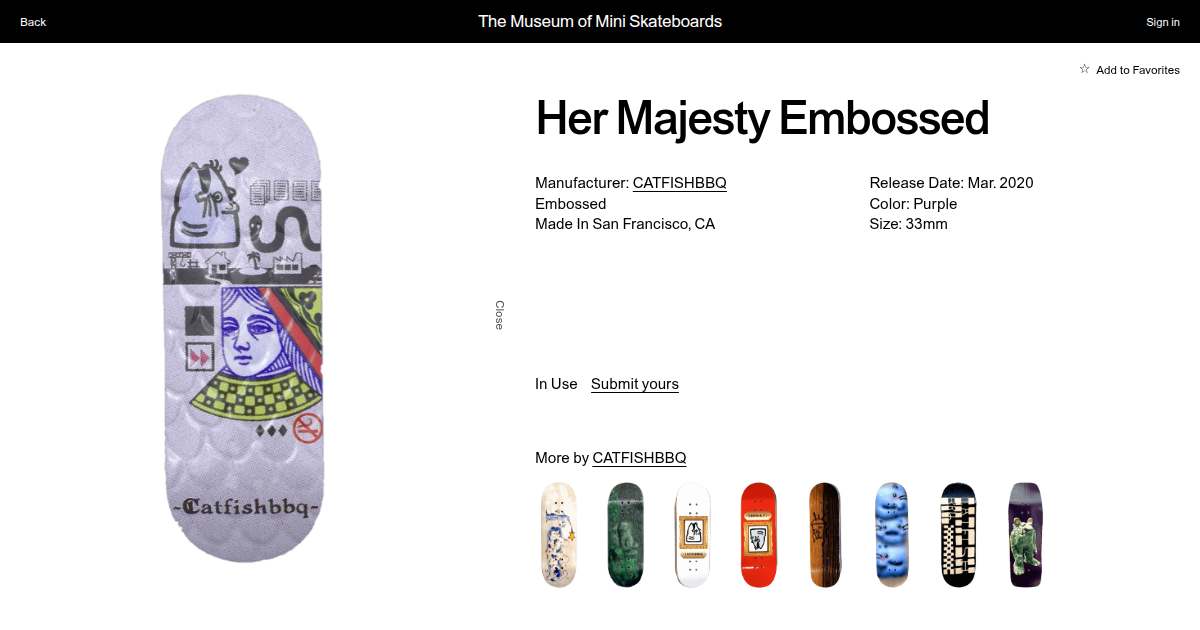 Back
The Museum of Mini Skateboards
Sign in
☆ Add to Favorites
Her Majesty Embossed
Manufacturer: CATFISHBBQ
Embossed
Made In San Francisco, CA
Release Date: Mar. 2020
Color: Purple
Size: 33mm
Close
-Catfishbbq-
In Use Submit yours
More by CATFISHBBQ